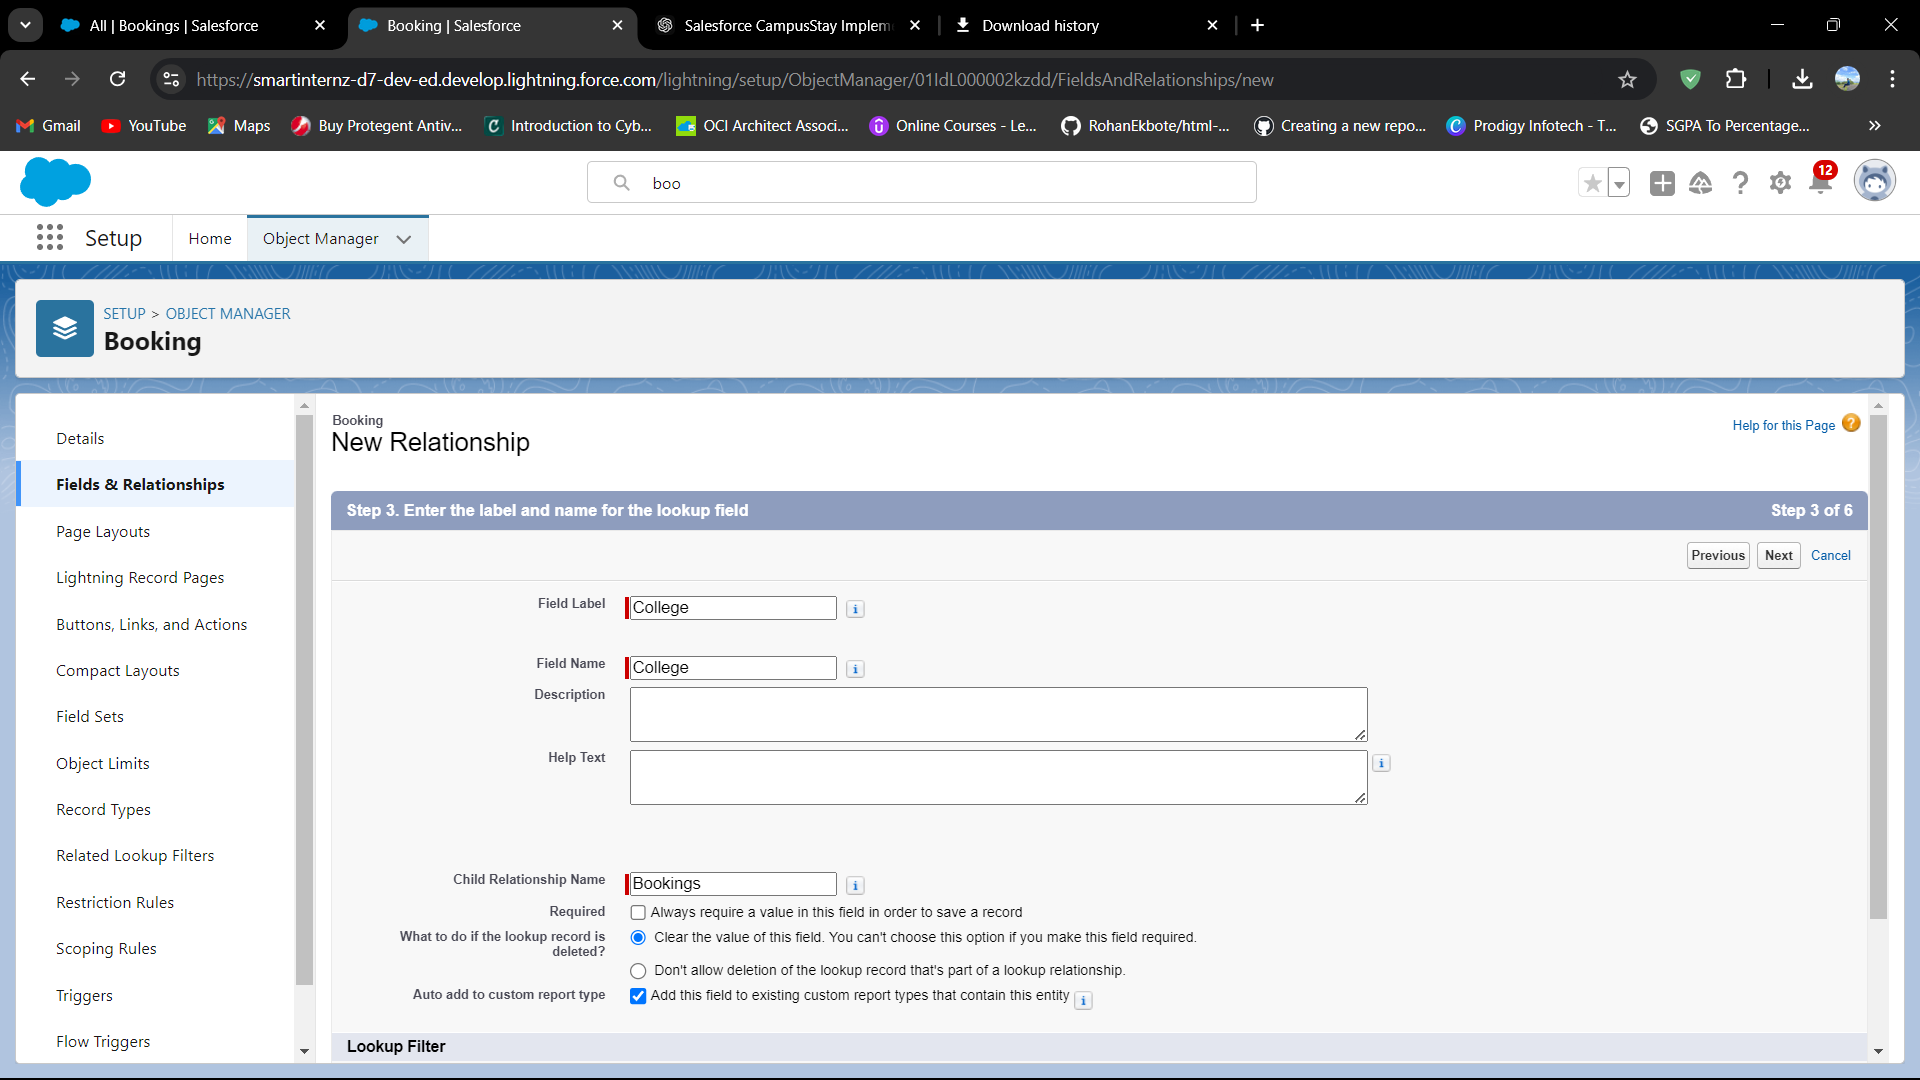 All | Bookings | Salesforce
Booking | Salesforce
Salesforce CampusStay Implem
Download history
https://smartinternz-d7-dev-ed.develop.lightning.force.com/lightning/setup/ObjectManager/01IdL000002kzdd/FieldsAndRelationships/new
Gmail
YouTube
Maps
Buy Protegent Antiv...
Introduction to Cyb...
OCI Architect Associ...
Online Courses - Le...
RohanEkbote/html-...
Creating a new repo...
Prodigy Infotech - T...
SGPA To Percentage...
boo
12
Setup
Home
Object Manager
SETUP > OBJECT MANAGER
Booking
Details
Fields & Relationships
Page Layouts
Lightning Record Pages
Buttons, Links, and Actions
Compact Layouts
Field Sets
Object Limits
Record Types
Related Lookup Filters
Restriction Rules
Scoping Rules
Triggers
Flow Triggers
Booking
New Relationship
Help for this Page
Step 3. Enter the label and name for the lookup field
Step 3 of 6
Previous
Next
Cancel
Field Label
College
Field Name
College
Description
Help Text
Child Relationship Name
Bookings
Required
Always require a value in this field in order to save a record
What to do if the lookup record is
deleted?
Clear the value of this field. You can't choose this option if you make this field required.
Don't allow deletion of the lookup record that's part of a lookup relationship.
Auto add to custom report type
Add this field to existing custom report types that contain this entity
Lookup Filter